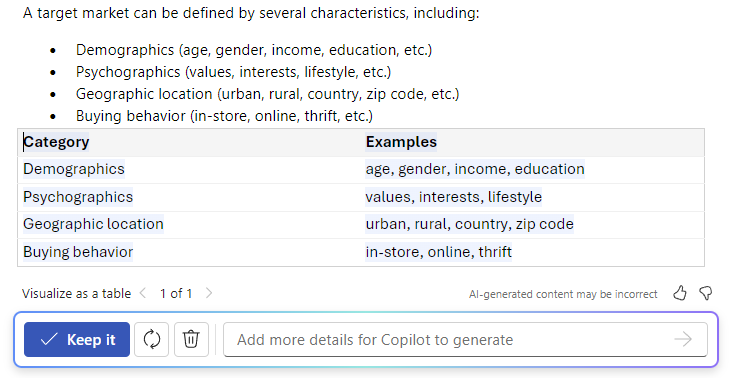 A target market can be defined by several characteristics, including:
• Demographics (age, gender, income, education, etc.)
• Psychographics (values, interests, lifestyle, etc.)
• Geographic location (urban, rural, country, zip code, etc.)
• Buying behavior (in-store, online, thrift, etc.)
Category Examples
Demographics age, gender, income, education
Psychographics values, interests, lifestyle
Geographic location urban, rural, country, zip code
Buying behavior in-store, online, thrift
Visualize as a table 1 of 1 AI-generated content may be incorrect
Keep it Add more details for Copilot to generate